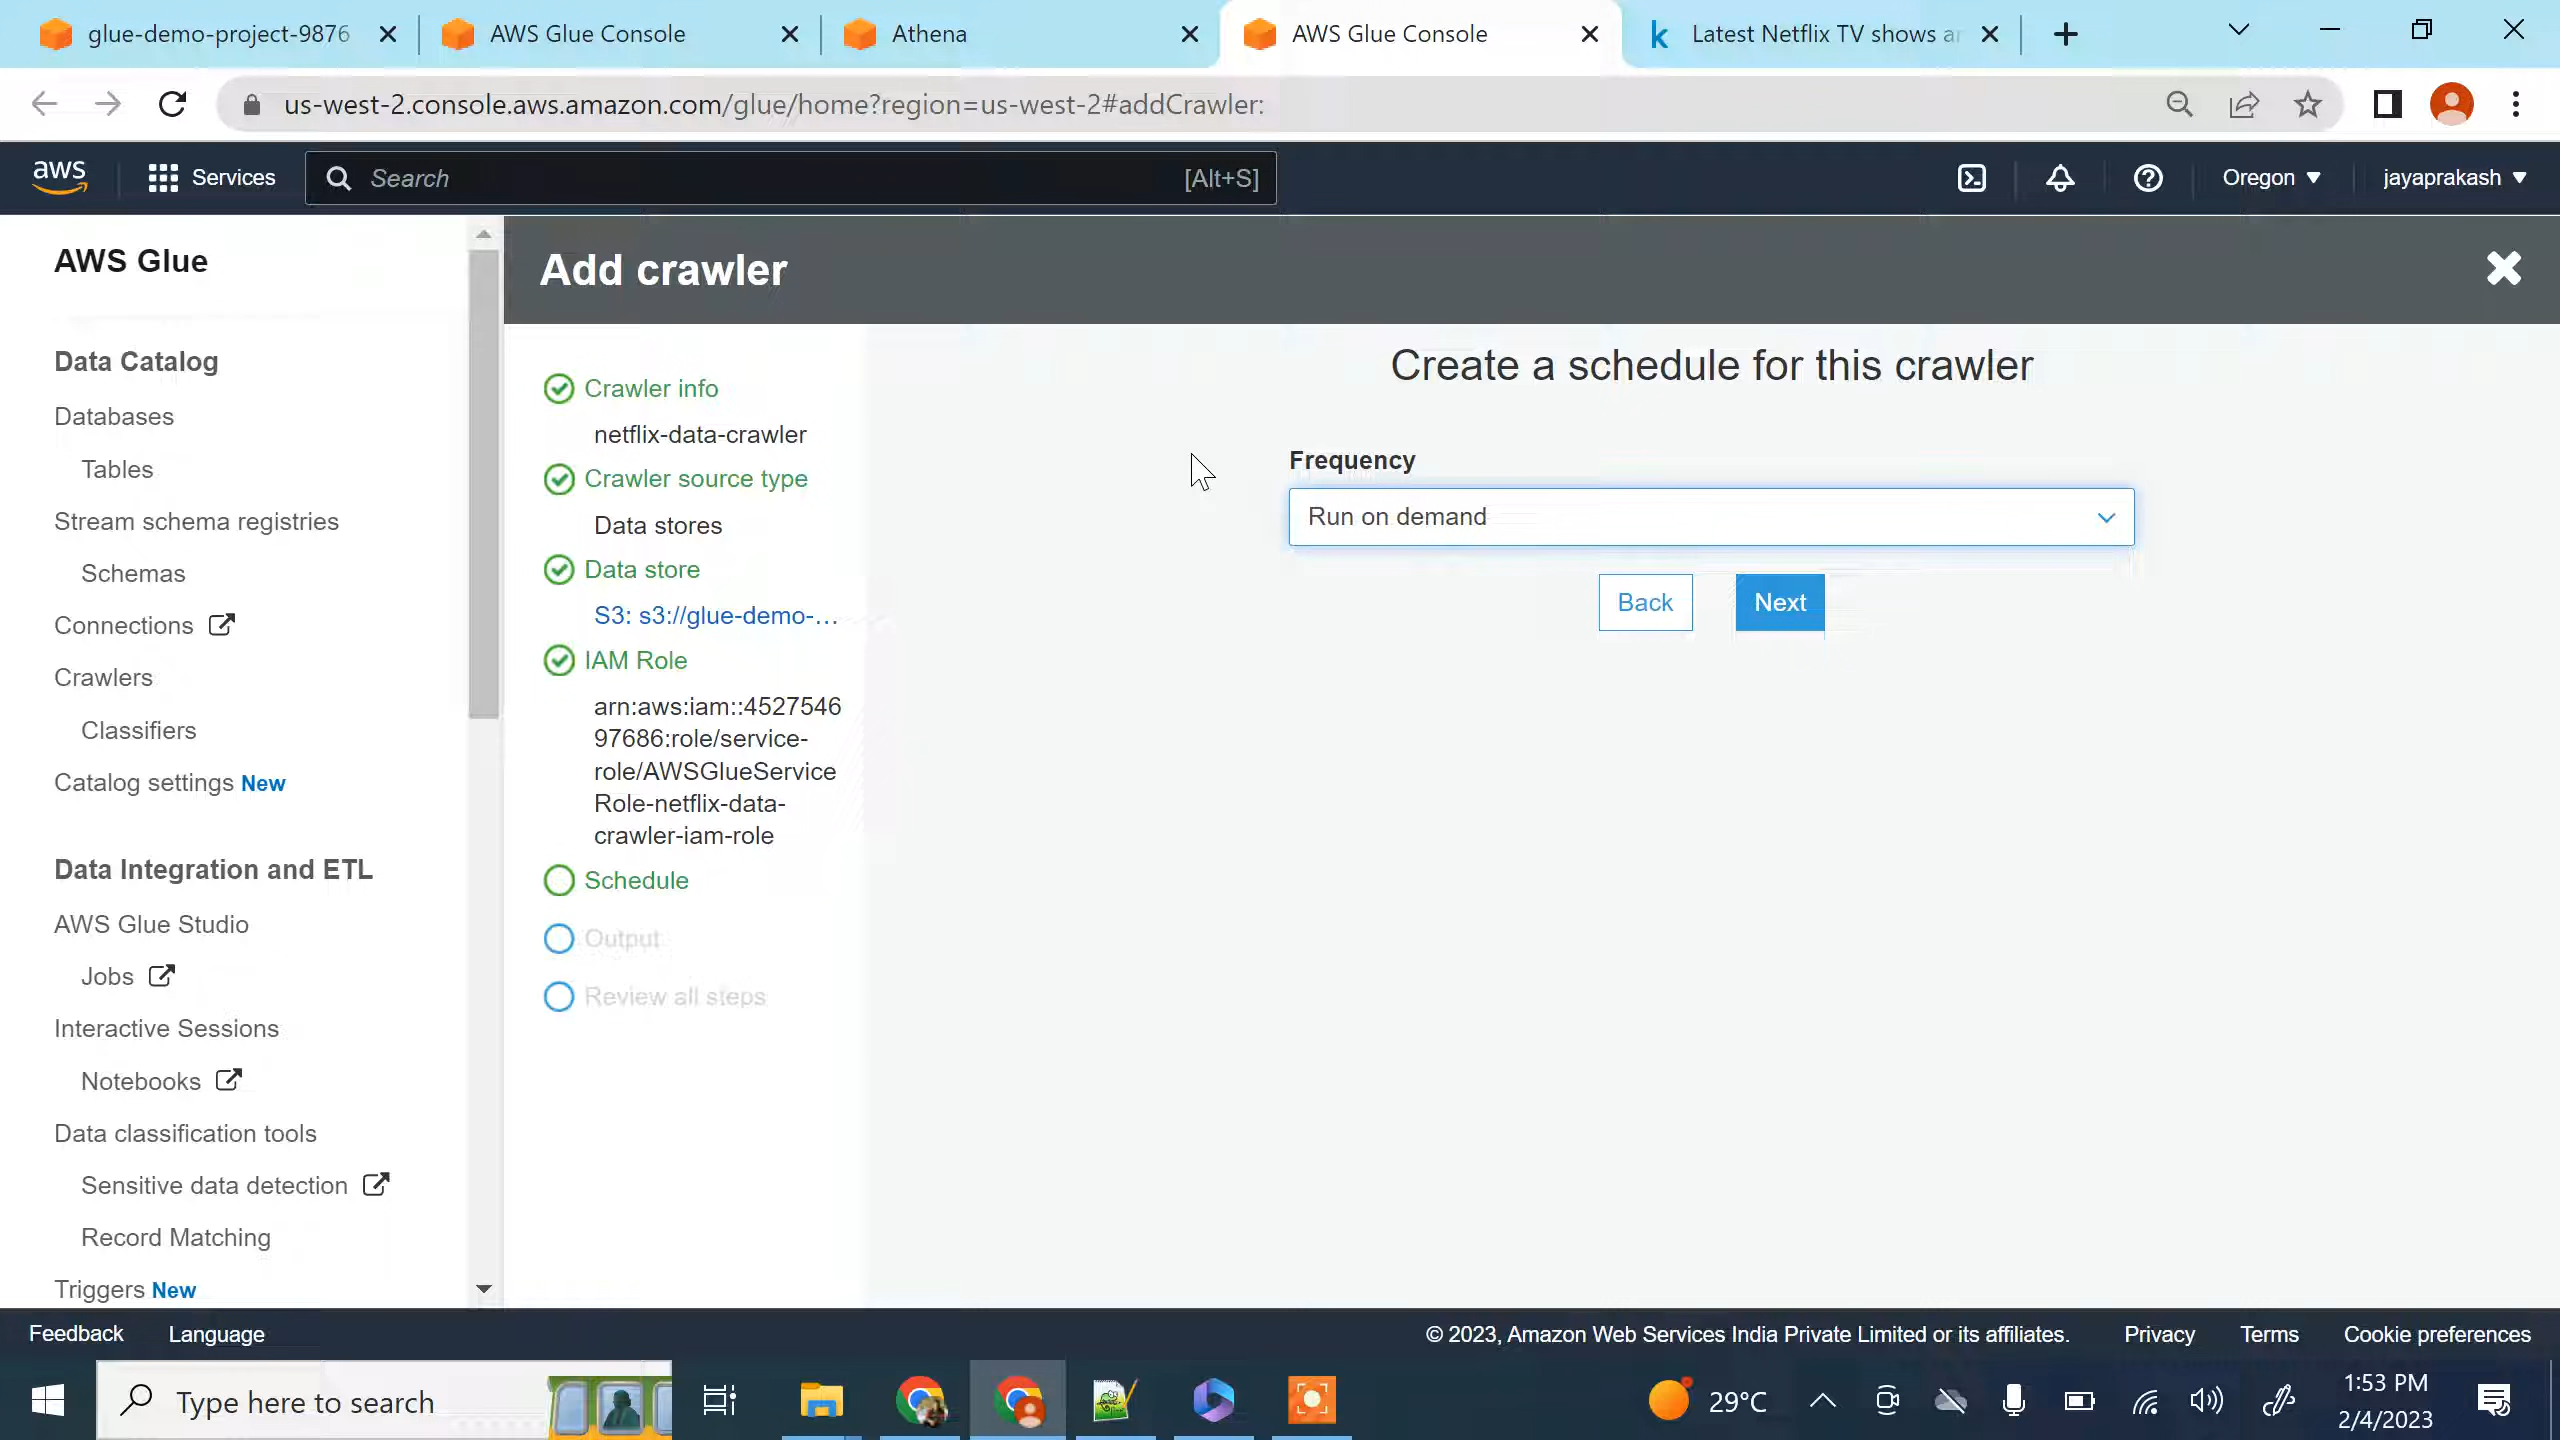 glue-demo-project-9876
AWS Glue Console
Athena
AWS Glue Console
Latest Netflix TV shows ar
us-west-2.console.aws.amazon.com/glue/home?region=us-west-2#addCrawler:
aws
Services
Search
[Alt+S]
Oregon
jayaprakash
AWS Glue
Data Catalog
Databases
Tables
Stream schema registries
Schemas
Connections
Crawlers
Classifiers
Catalog settings New
Data Integration and ETL
AWS Glue Studio
Jobs
Interactive Sessions
Notebooks
Data classification tools
Sensitive data detection
Record Matching
Triggers New
Add crawler
Crawler info
netflix-data-crawler
Crawler source type
Data stores
Data store
S3: s3://glue-demo-…
IAM Role
arn:aws:iam::4527546
97686:role/service-
role/AWSGlueService
Role-netflix-data-
crawler-iam-role
Schedule
Output
Review all steps
Create a schedule for this crawler
Frequency
Run on demand
Back
Next
Feedback
Language
© 2023, Amazon Web Services India Private Limited or its affiliates.
Privacy
Terms
Cookie preferences
Type here to search
29°C
1:53 PM
2/4/2023